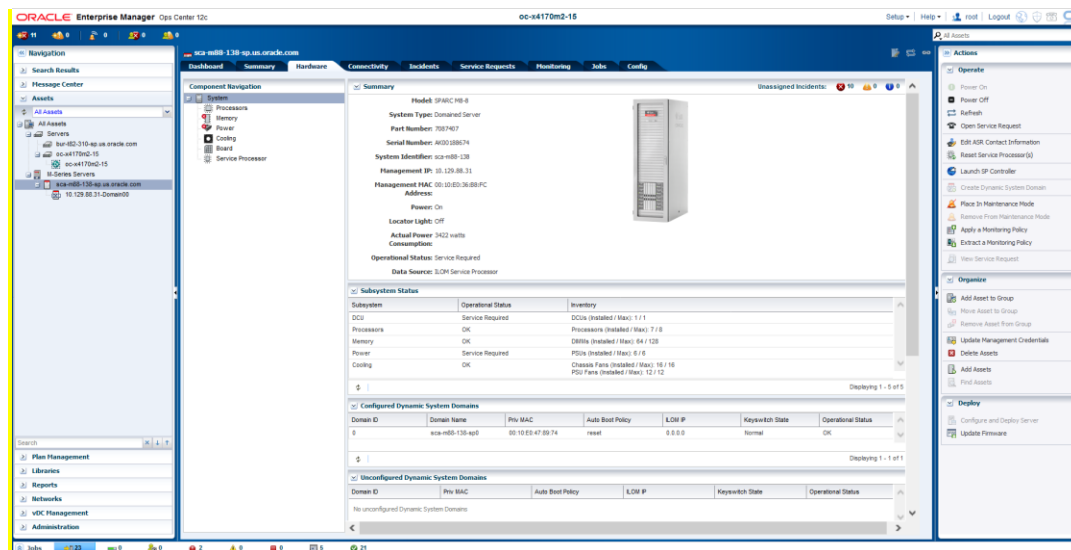 ORACLE Enterprise Manager Ops Center 12c
oc-x4170m2-15
Setup Help root Logout
11 0 0 0 0
All Assets
Navigation
Search Results
Message Center
Assets
All Assets
All Assets
Servers
bur-t82-310-sp.us.oracle.com
oc-x4170m2-15
oc-x4170m2-15
M-Series Servers
sca-m88-138-sp.us.oracle.com
10.129.88.31-Domain00
Search
Plan Management
Libraries
Reports
Networks
vDC Management
Administration
sca-m88-138-sp.us.oracle.com
Dashboard Summary Hardware Connectivity Incidents Service Requests Monitoring Jobs Config
Component Navigation
System
Processors
Memory
Power
Cooling
Board
Service Processor
Summary
Unassigned Incidents: 10 0 0
Model: SPARC M8-8
System Type: Domained Server
Part Number: 7087407
Serial Number: AK00188674
System Identifier: sca-m88-138
Management IP: 10.129.88.31
Management MAC Address: 00:10:E0:36:B8:FC
Power: On
Locator Light: Off
Actual Power Consumption: 3422 watts
Operational Status: Service Required
Data Source: ILOM Service Processor
Subsystem Status
Subsystem Operational Status Inventory
DCU Service Required DCUs (Installed / Max): 1 / 1
Processors OK Processors (Installed / Max): 7 / 8
Memory OK DIMMs (Installed / Max): 64 / 128
Power Service Required PSUs (Installed / Max): 6 / 6
Cooling OK Chassis Fans (Installed / Max): 16 / 16
PSU Fans (Installed / Max): 12 / 12
Displaying 1 - 5 of 5
Configured Dynamic System Domains
Domain ID Domain Name Priv MAC Auto Boot Policy ILOM IP Keyswitch State Operational Status
0 sca-m88-138-sp0 00:10:E0:47:89:74 reset 0.0.0.0 Normal OK
Displaying 1 - 1 of 1
Unconfigured Dynamic System Domains
Domain ID Priv MAC Auto Boot Policy ILOM IP Keyswitch State Operational Status
No unconfigured Dynamic System Domains
Actions
Operate
Power On
Power Off
Refresh
Open Service Request
Edit ASR Contact Information
Reset Service Processor(s)
Launch SP Controller
Create Dynamic System Domain
Place In Maintenance Mode
Remove From Maintenance Mode
Apply a Monitoring Policy
Extract a Monitoring Policy
View Service Request
Organize
Add Asset to Group
Move Asset to Group
Remove Asset from Group
Update Management Credentials
Delete Assets
Add Assets
Find Assets
Deploy
Configure and Deploy Server
Update Firmware
Jobs 23 0 0 2 0 0 5 21